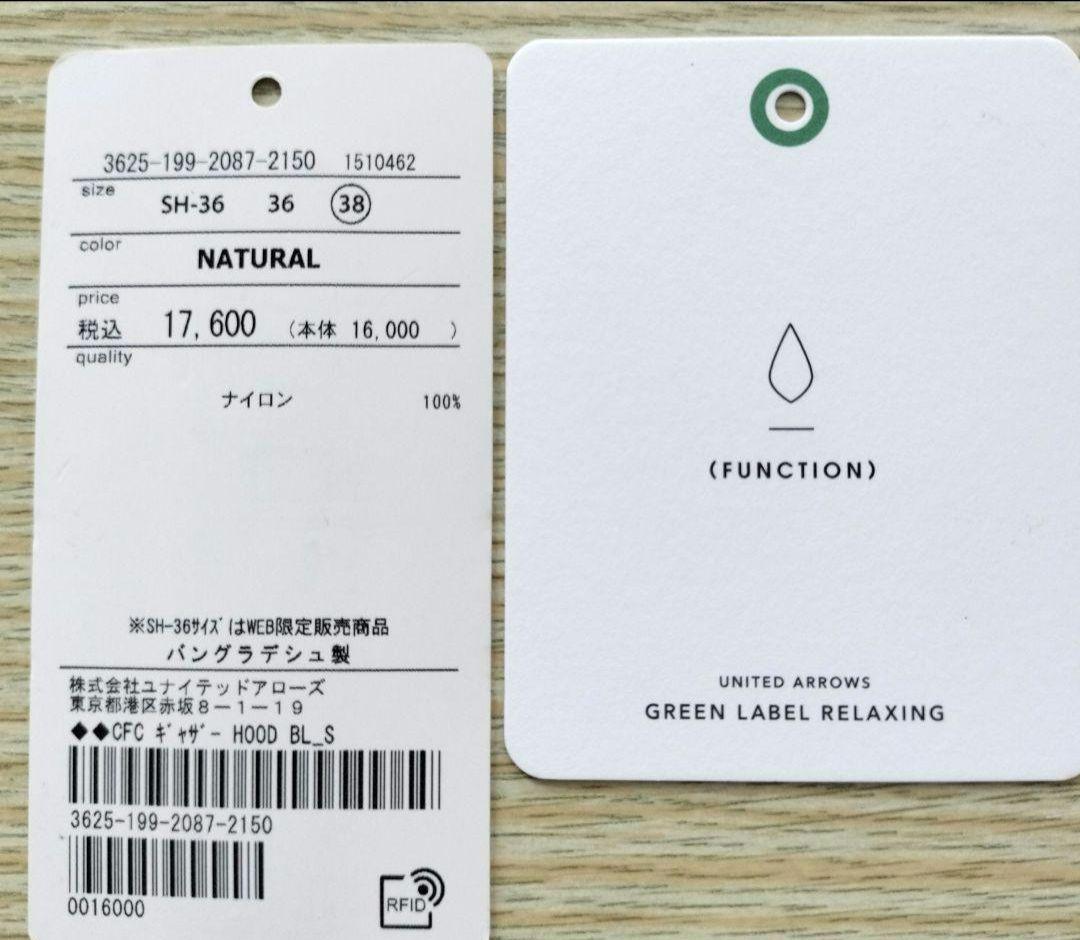 3625-199-2087-2150 1510462
size
SH-36 36 38
color
NATURAL
price
税込 17,600 (本体 16,000 )
quality
ナイロン 100%
※SH-36ｻｲｽﾞはWEB限定販売商品
バングラデシュ製
株式会社ユナイテッドアローズ
東京都港区赤坂８－１－１９
◆◆CFC ｷﾞｬｻﾞｰ HOOD BL_S
3625-199-2087-2150
0016000
RFID
(FUNCTION)
UNITED ARROWS
GREEN LABEL RELAXING